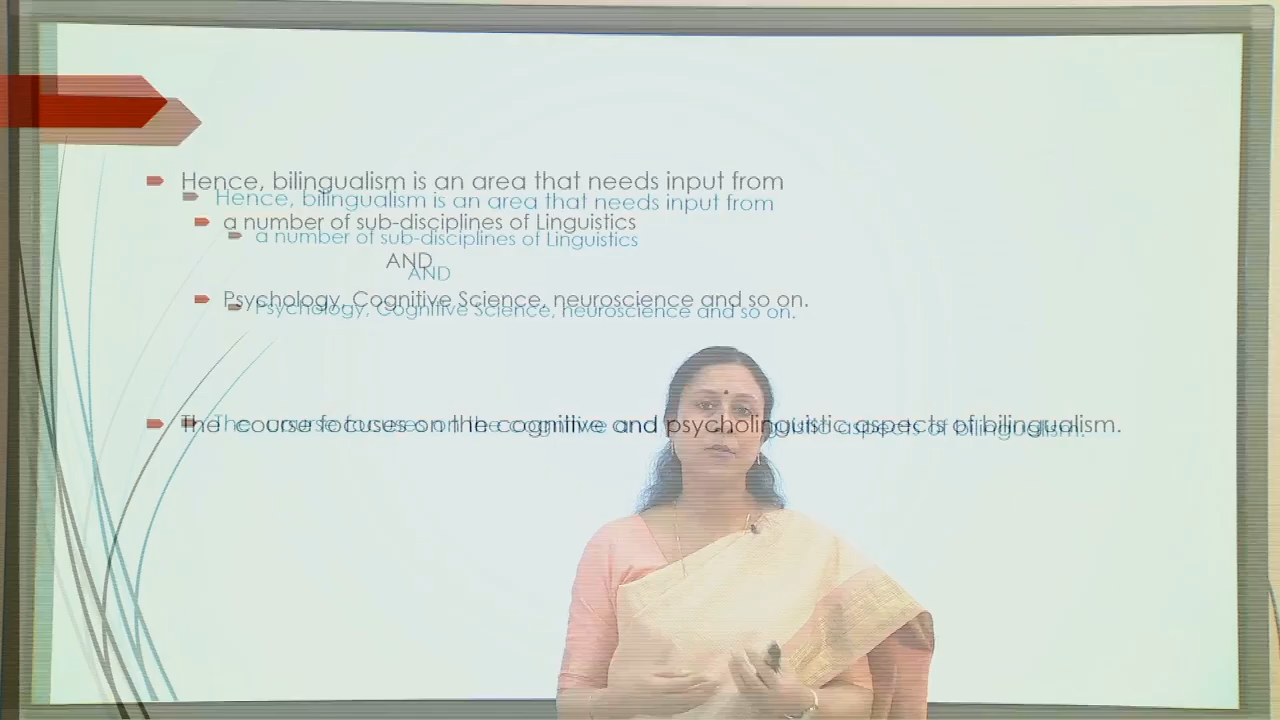 Hence, bilingualism is an area that needs input from
a number of sub-disciplines of Linguistics
AND
Psychology, Cognitive Science, neuroscience and so on.
The course focuses on the cognitive and psycholinguistic aspects of bilingualism.